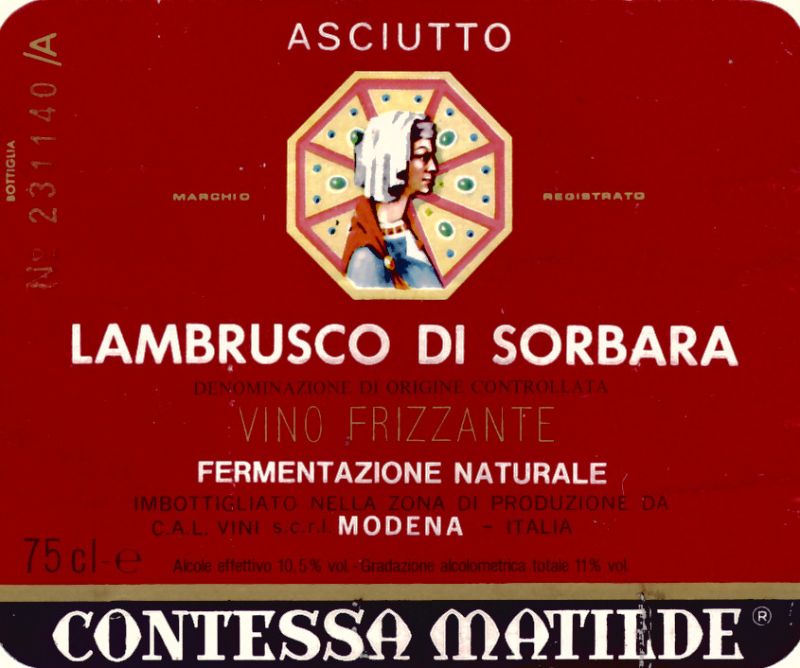 ASCIUTTO
BOTTIGLIA
Nº 231140/A
MARCHIO REGISTRATO
LAMBRUSCO DI SORBARA
DENOMINAZIONE DI ORIGINE CONTROLLATA
VINO FRIZZANTE
FERMENTAZIONE NATURALE
IMBOTTIGLIATO NELLA ZONA DI PRODUZIONE DA
C.A.L. VINI s.c.r.l. MODENA - ITALIA
75 cl - e
Alcole effettivo 10,5% vol - Gradazione alcolometrica totale 11% vol
CONTESSA MATILDE ®